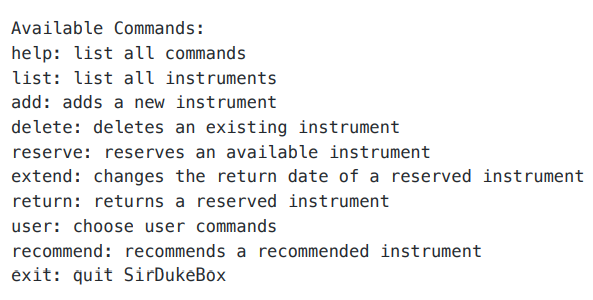 Available Commands:
help: list all commands
list: list all instruments
add: adds a new instrument
delete: deletes an existing instrument
reserve: reserves an available instrument
extend: changes the return date of a reserved instrument
return: returns a reserved instrument
user: choose user commands
recommend: recommends a recommended instrument
exit: quit SirDukeBox